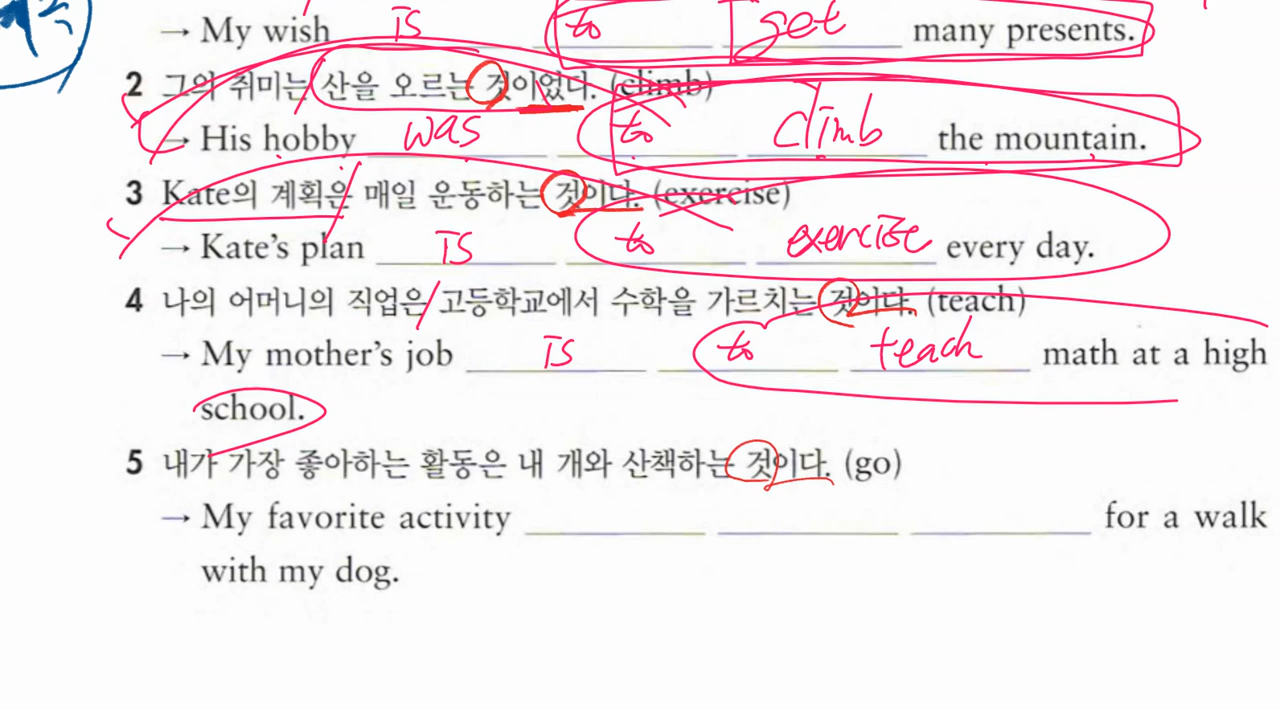 → My wish is to get many presents.
2 그의 취미는 산을 오르는 것이었다. (climb)
→ His hobby was to climb the mountain.
3 Kate의 계획은 매일 운동하는 것이다. (exercise)
→ Kate's plan is to exercise every day.
4 나의 어머니의 직업은 고등학교에서 수학을 가르치는 것이다. (teach)
→ My mother's job is to teach math at a high
school.
5 내가 가장 좋아하는 활동은 내 개와 산책하는 것이다. (go)
→ My favorite activity for a walk
with my dog.